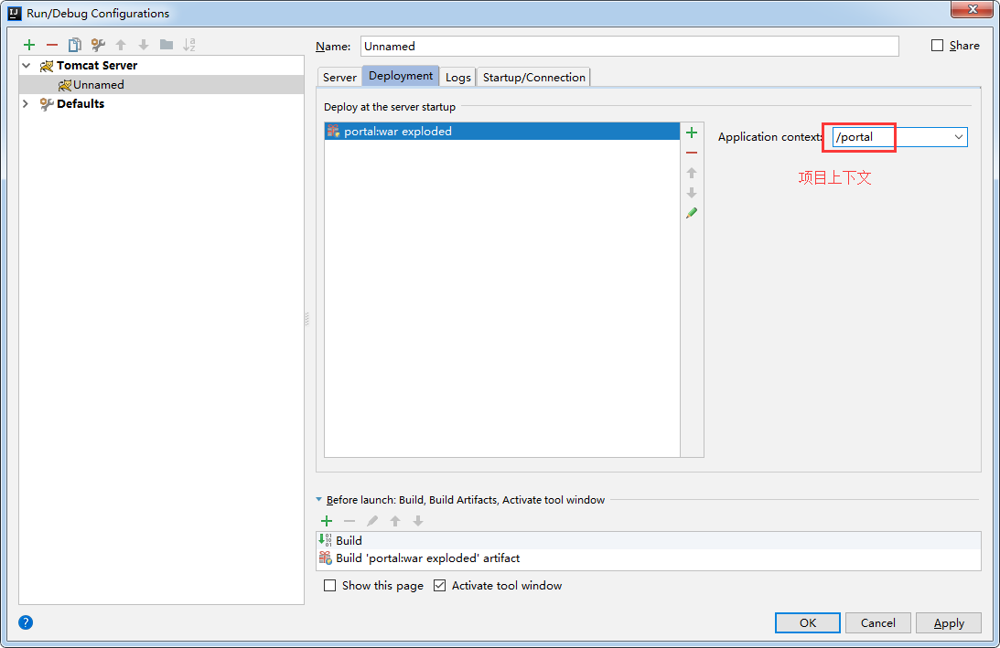 Run/Debug Configurations
Name: Unnamed
Share
Tomcat Server
Unnamed
Defaults
Server Deployment Logs Startup/Connection
Deploy at the server startup
portal:war exploded
Application context: /portal
项目上下文
Before launch: Build, Build Artifacts, Activate tool window
Build
Build 'portal:war exploded' artifact
Show this page Activate tool window
OK Cancel Apply